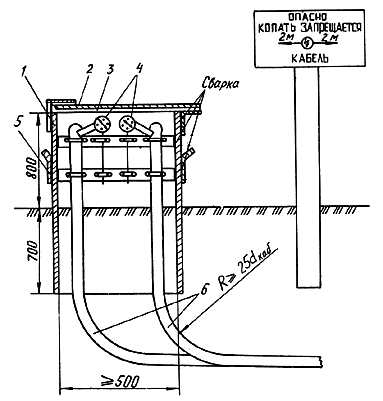 ОПАСНО
КОПАТЬ ЗАПРЕЩАЕТСЯ
2м 2м
КАБЕЛЬ
1 2 3 4
Сварка
5
800
700
6
R ≥ 25d каб
≥500